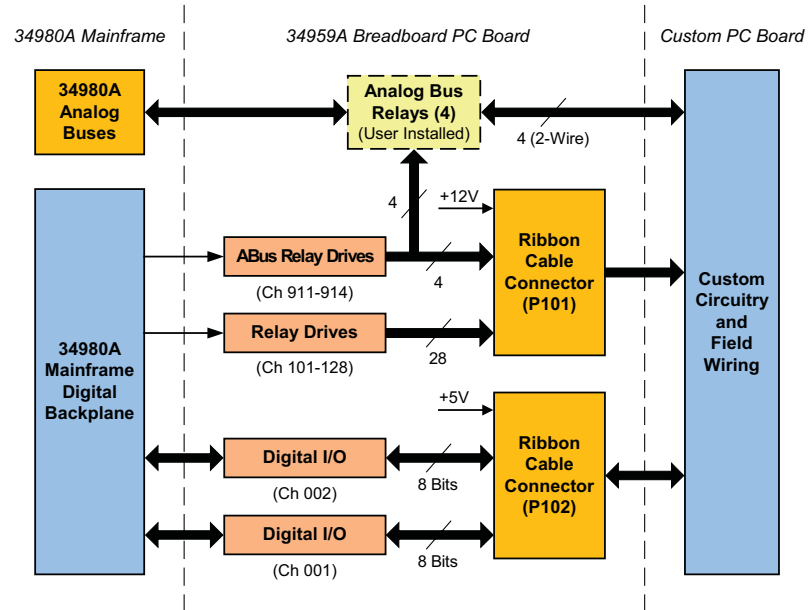 34980A Mainframe
34959A Breadboard PC Board
Custom PC Board
34980A
Analog
Buses
Analog Bus
Relays (4)
(User Installed)
4 (2-Wire)
4
+12V
ABus Relay Drives
4
(Ch 911-914)
Ribbon
Cable
Connector
(P101)
Relay Drives
28
(Ch 101-128)
34980A
Mainframe
Digital
Backplane
Custom
Circuitry
and
Field
Wiring
+5V
Digital I/O
8 Bits
(Ch 002)
Ribbon
Cable
Connector
(P102)
Digital I/O
8 Bits
(Ch 001)